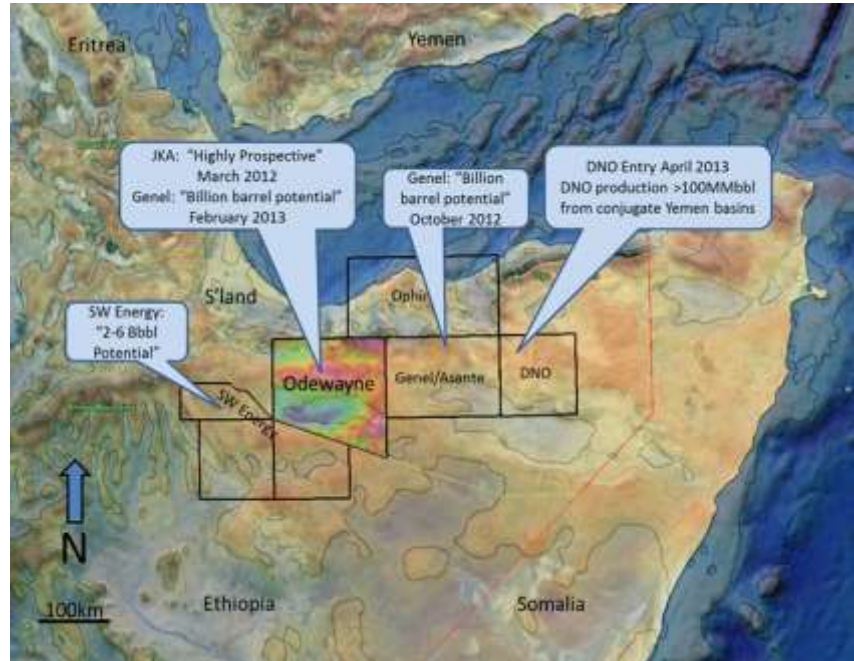 Eritrea
Yemen
JKA: "Highly Prospective"
March 2012
Genel: "Billion barrel potential"
February 2013
Genel: "Billion
barrel potential"
October 2012
DNO Entry April 2013
DNO production >100MMbbl
from conjugate Yemen basins
S'land
Ophir
SW Energy:
"2-6 Bbbl
Potential"
Odewayne
Genel/Asante
DNO
SW Energy
N
100km
Ethiopia
Somalia